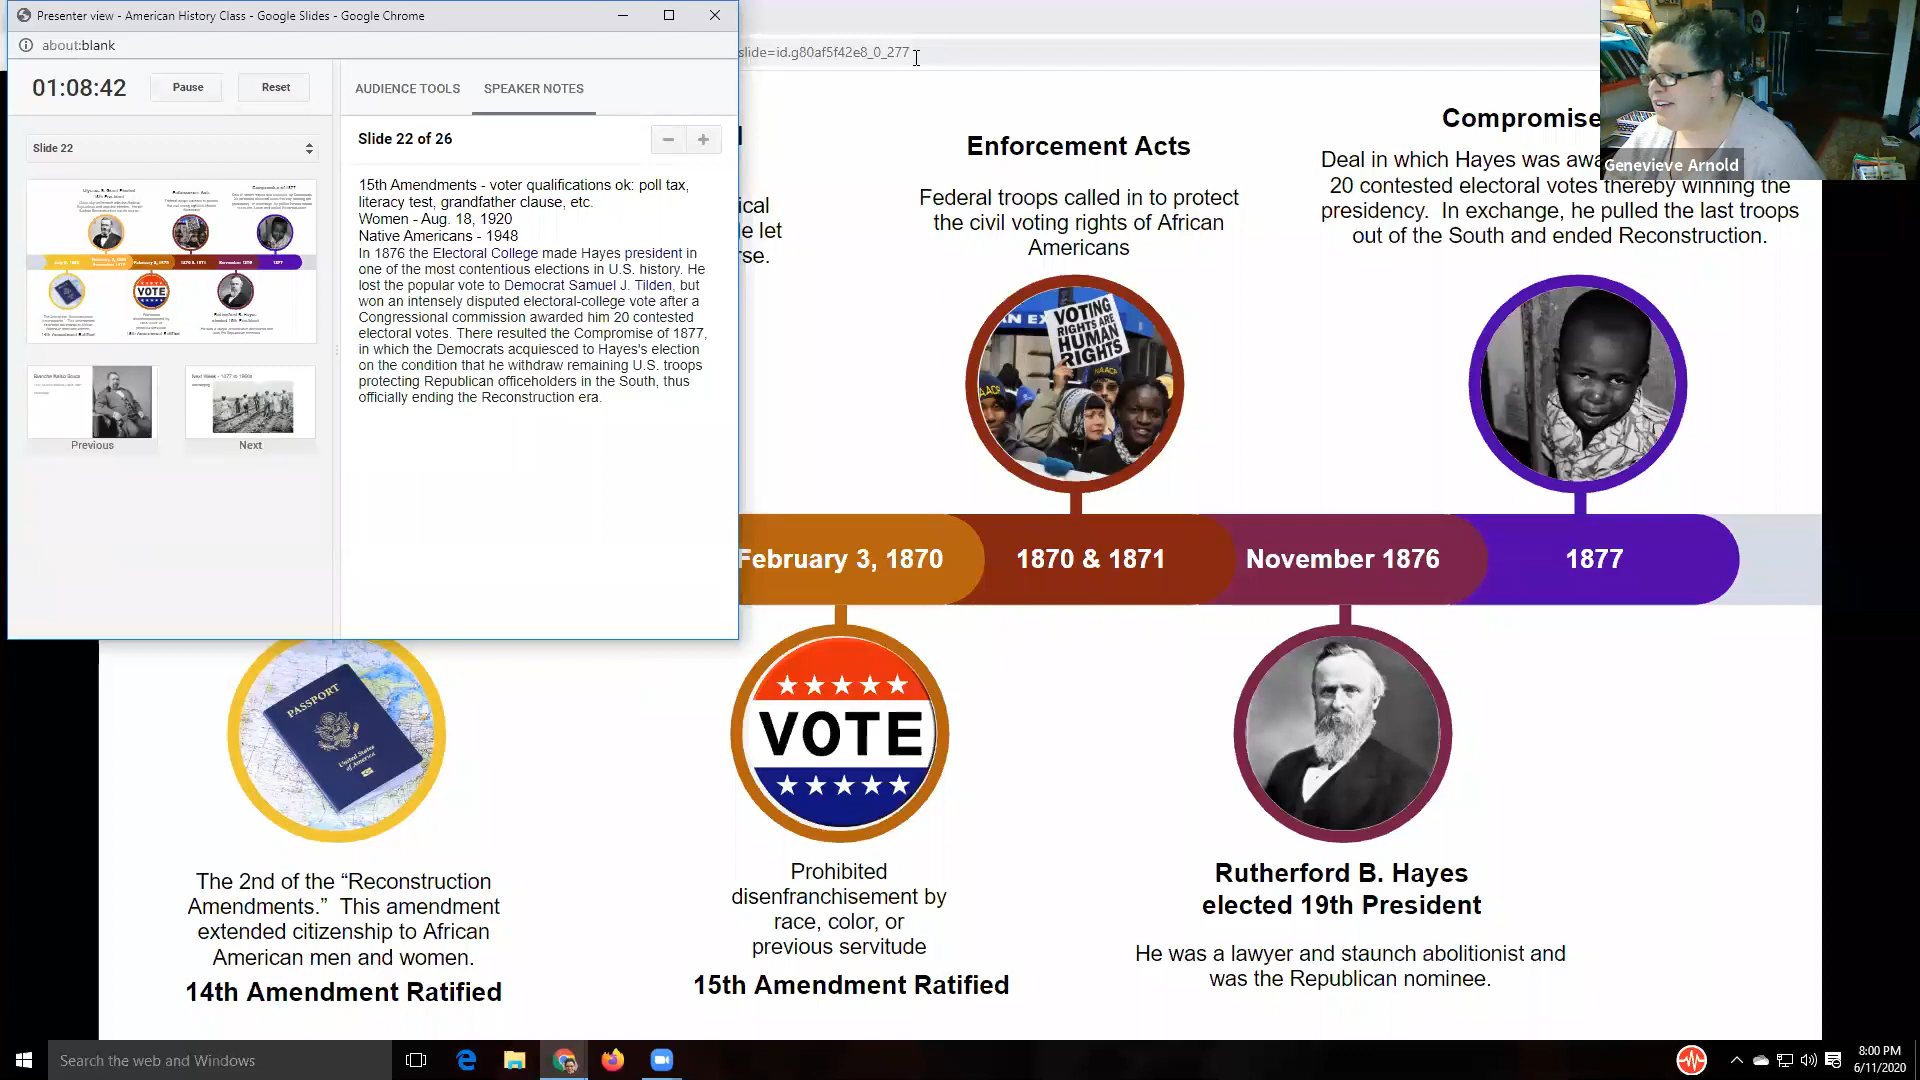 Presenter view - American History Class - Google Slides - Google Chrome
about:blank
slide=id.g80af5f42e8_0_277
01:08:42
Pause
Reset
AUDIENCE TOOLS
SPEAKER NOTES
Slide 22
Slide 22 of 26
15th Amendments - voter qualifications ok: poll tax,
literacy test, grandfather clause, etc.
Women - Aug. 18, 1920
Native Americans - 1948
In 1876 the Electoral College made Hayes president in
one of the most contentious elections in U.S. history. He
lost the popular vote to Democrat Samuel J. Tilden, but
won an intensely disputed electoral-college vote after a
Congressional commission awarded him 20 contested
electoral votes. There resulted the Compromise of 1877,
in which the Democrats acquiesced to Hayes's election
on the condition that he withdraw remaining U.S. troops
protecting Republican officeholders in the South, thus
officially ending the Reconstruction era.
VOTE
Previous
Next
Genevieve Arnold
ical
e let
se.
Enforcement Acts
Federal troops called in to protect
the civil voting rights of African
Americans
Compromise
Deal in which Hayes was awa
20 contested electoral votes thereby winning the
presidency. In exchange, he pulled the last troops
out of the South and ended Reconstruction.
VOTING
RIGHTS ARE
HUMAN
RIGHTS
NAACP
February 3, 1870
1870 & 1871
November 1876
1877
PASSPORT
United States
of America
The 2nd of the “Reconstruction
Amendments.” This amendment
extended citizenship to African
American men and women.
14th Amendment Ratified
VOTE
Prohibited
disenfranchisement by
race, color, or
previous servitude
15th Amendment Ratified
Rutherford B. Hayes
elected 19th President
He was a lawyer and staunch abolitionist and
was the Republican nominee.
Search the web and Windows
8:00 PM
6/11/2020